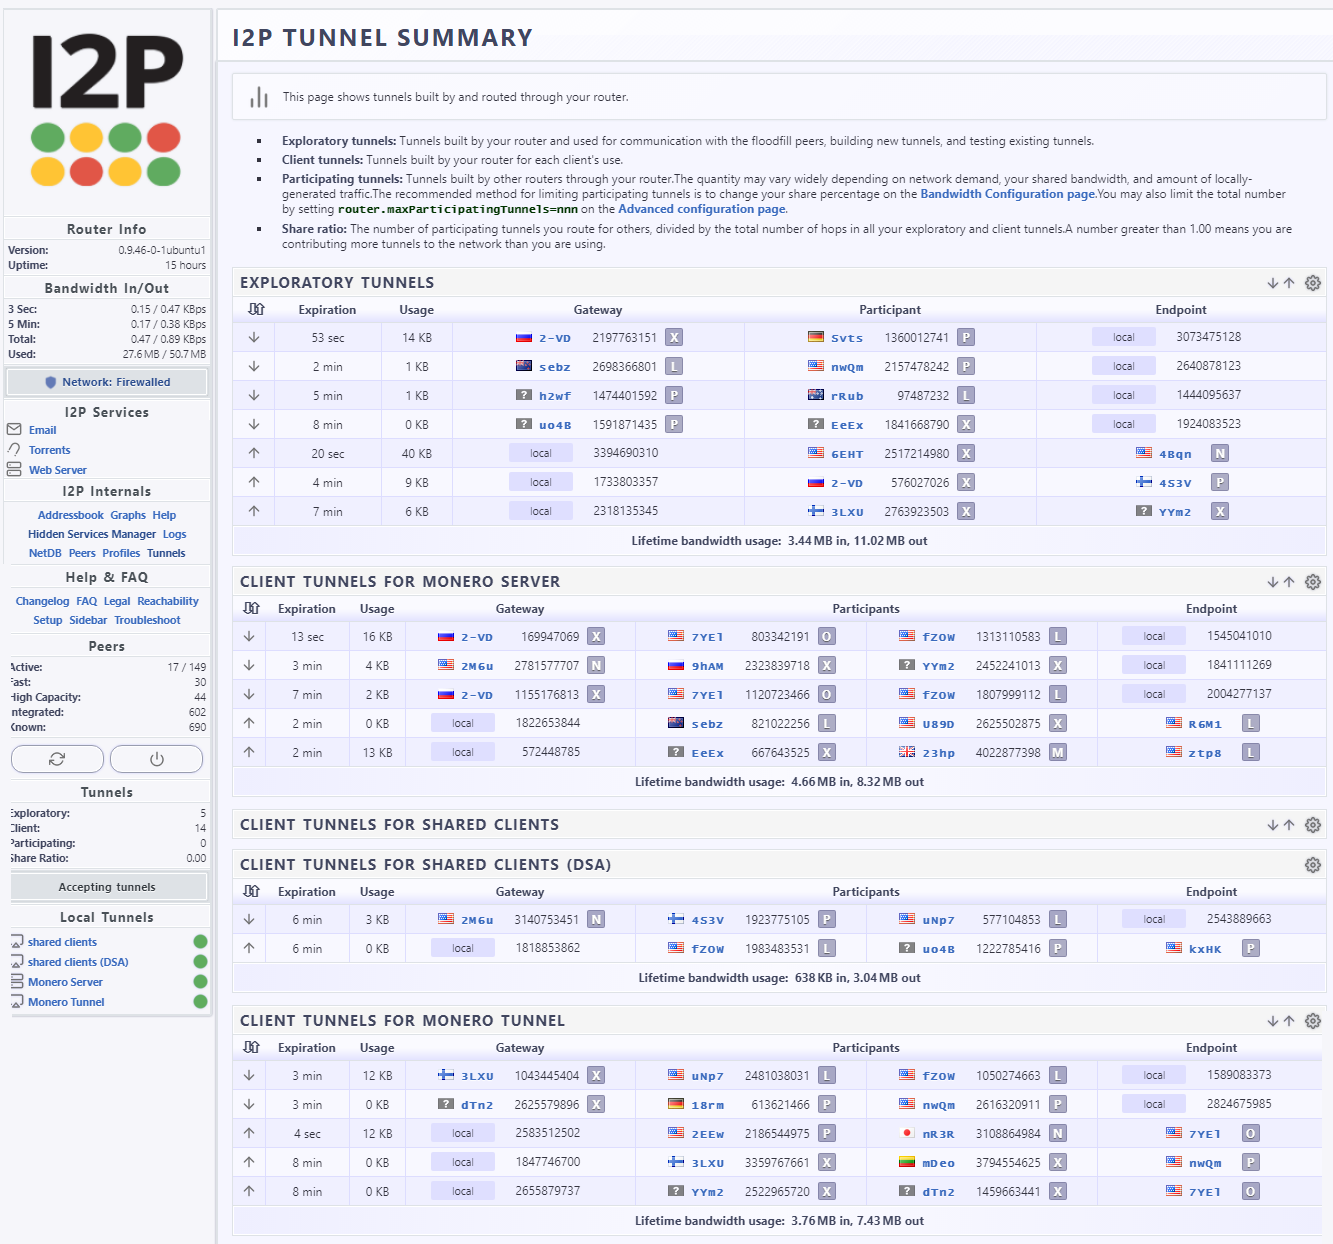 I2P
Router Info
Version: 0.9.46-0-1ubuntu1
Uptime: 15 hours
Bandwidth In/Out
3 Sec: 0.15 / 0.47 KBps
5 Min: 0.17 / 0.38 KBps
Total: 0.47 / 0.89 KBps
Used: 27.6 MB / 50.7 MB
Network: Firewalled
I2P Services
Email
Torrents
Web Server
I2P Internals
Addressbook Graphs Help
Hidden Services Manager Logs
NetDB Peers Profiles Tunnels
Help & FAQ
Changelog FAQ Legal Reachability
Setup Sidebar Troubleshoot
Peers
Active: 17 / 149
Fast: 30
High Capacity: 44
Integrated: 602
Known: 690
Tunnels
Exploratory: 5
Client: 14
Participating: 0
Share Ratio: 0.00
Accepting tunnels
Local Tunnels
shared clients
shared clients (DSA)
Monero Server
Monero Tunnel
I2P TUNNEL SUMMARY
This page shows tunnels built by and routed through your router.
Exploratory tunnels: Tunnels built by your router and used for communication with the floodfill peers, building new tunnels, and testing existing tunnels.
Client tunnels: Tunnels built by your router for each client's use.
Participating tunnels: Tunnels built by other routers through your router.The quantity may vary widely depending on network demand, your shared bandwidth, and amount of locally-
generated traffic.The recommended method for limiting participating tunnels is to change your share percentage on the Bandwidth Configuration page.You may also limit the total number
by setting router.maxParticipatingTunnels=nnn on the Advanced configuration page.
Share ratio: The number of participating tunnels you route for others, divided by the total number of hops in all your exploratory and client tunnels.A number greater than 1.00 means you are
contributing more tunnels to the network than you are using.
EXPLORATORY TUNNELS
Expiration Usage Gateway Participant Endpoint
53 sec 14 KB 2-VD 2197763151 X Svts 1360012741 P local 3073475128
2 min 1 KB sebz 2698366801 L nwQm 2157478242 P local 2640878123
5 min 1 KB ? h2wf 1474401592 P rRub 97487232 L local 1444095637
8 min 0 KB ? uo4B 1591871435 P ? EeEx 1841668790 X local 1924083523
20 sec 40 KB local 3394690310 6EHT 2517214980 X 4Bqn N
4 min 9 KB local 1733803357 2-VD 576027026 X 4S3V P
7 min 6 KB local 2318135345 3LXU 2763923503 X ? YYm2 X
Lifetime bandwidth usage: 3.44 MB in, 11.02 MB out
CLIENT TUNNELS FOR MONERO SERVER
Expiration Usage Gateway Participants Endpoint
13 sec 16 KB 2-VD 169947069 X 7YEl 803342191 O fZOW 1313110583 L local 1545041010
3 min 4 KB 2M6u 2781577707 N 9hAM 2323839718 X ? YYm2 2452241013 X local 1841111269
7 min 2 KB 2-VD 1155176813 X 7YEl 1120723466 O fZOW 1807999112 L local 2004277137
2 min 0 KB local 1822653844 sebz 821022256 L U89D 2625502875 X R6M1 L
2 min 13 KB local 572448785 ? EeEx 667643525 X 23hp 4022877398 M ztp8 L
Lifetime bandwidth usage: 4.66 MB in, 8.32 MB out
CLIENT TUNNELS FOR SHARED CLIENTS
CLIENT TUNNELS FOR SHARED CLIENTS (DSA)
Expiration Usage Gateway Participants Endpoint
6 min 3 KB 2M6u 3140753451 N 4S3V 1923775105 P uNp7 577104853 L local 2543889663
6 min 0 KB local 1818853862 fZOW 1983483531 L ? uo4B 1222785416 P kxHK P
Lifetime bandwidth usage: 638 KB in, 3.04 MB out
CLIENT TUNNELS FOR MONERO TUNNEL
Expiration Usage Gateway Participants Endpoint
3 min 12 KB 3LXU 1043445404 X uNp7 2481038031 L fZOW 1050274663 L local 1589083373
3 min 0 KB ? dTn2 2625579896 X 18rm 613621466 P nwQm 2616320911 P local 2824675985
4 sec 12 KB local 2583512502 2EEw 2186544975 P nR3R 3108864984 N 7YEl O
8 min 0 KB local 1847746700 3LXU 3359767661 X mDeo 3794554625 X nwQm P
8 min 0 KB local 2655879737 ? YYm2 2522965720 X ? dTn2 1459663441 X 7YEl O
Lifetime bandwidth usage: 3.76 MB in, 7.43 MB out